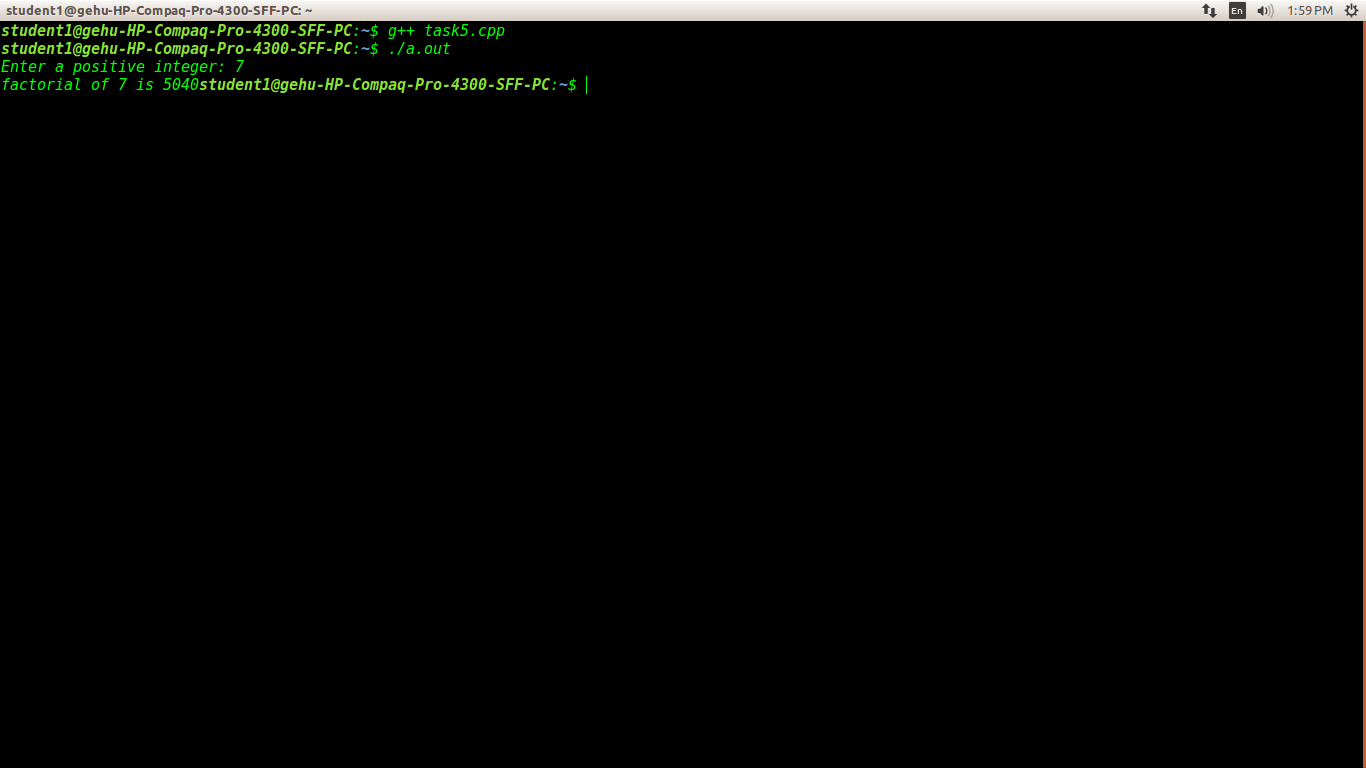 student1@gehu-HP-Compaq-Pro-4300-SFF-PC: ~
En
1:59 PM
student1@gehu-HP-Compaq-Pro-4300-SFF-PC:~$ g++ task5.cpp
student1@gehu-HP-Compaq-Pro-4300-SFF-PC:~$ ./a.out
Enter a positive integer: 7
factorial of 7 is 5040student1@gehu-HP-Compaq-Pro-4300-SFF-PC:~$